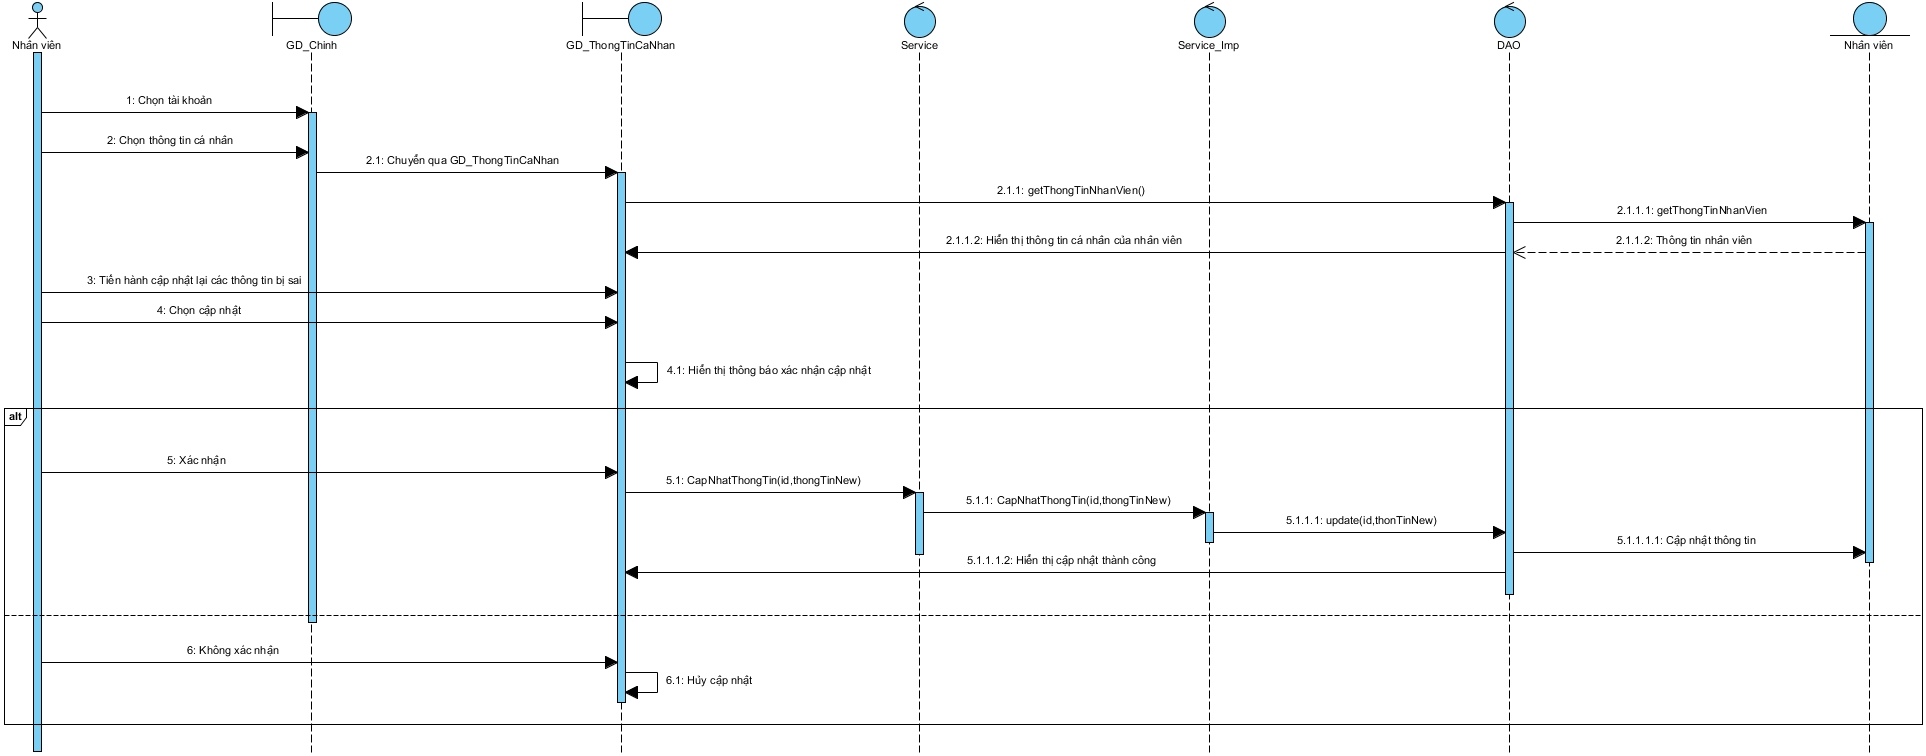 Nhân viên
GD_Chinh
GD_ThongTinCaNhan
Service
Service_Imp
DAO
Nhân viên
1: Chọn tài khoản
2: Chọn thông tin cá nhân
2.1: Chuyển qua GD_ThongTinCaNhan
2.1.1: getThongTinNhanVien()
2.1.1.1: getThongTinNhanVien
2.1.1.2: Hiển thị thông tin cá nhân của nhân viên
2.1.1.2: Thông tin nhân viên
3: Tiến hành cập nhật lại các thông tin bị sai
4: Chọn cập nhật
4.1: Hiển thị thông báo xác nhận cập nhật
alt
5: Xác nhận
5.1: CapNhatThongTin(id,thongTinNew)
5.1.1: CapNhatThongTin(id,thongTinNew)
5.1.1.1: update(id,thonTinNew)
5.1.1.1.1: Cập nhật thông tin
5.1.1.1.2: Hiển thị cập nhật thành công
6: Không xác nhận
6.1: Hủy cập nhật